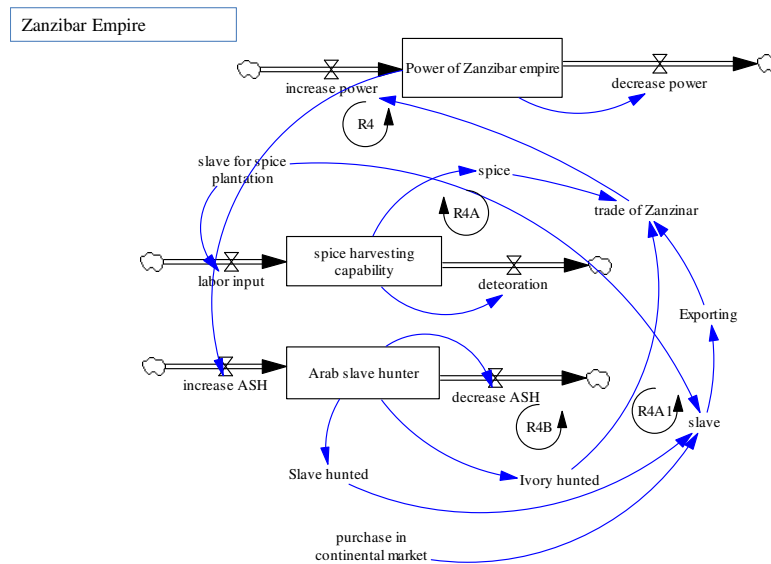 Zanzibar Empire
Power of Zanzibar empire
increase power
decrease power
R4
slave for spice
plantation
spice
R4A
trade of Zanzinar
spice harvesting
capability
labor input
deteoration
Exporting
Arab slave hunter
increase ASH
decrease ASH
R4B
R4A1
slave
Slave hunted
Ivory hunted
purchase in
continental market